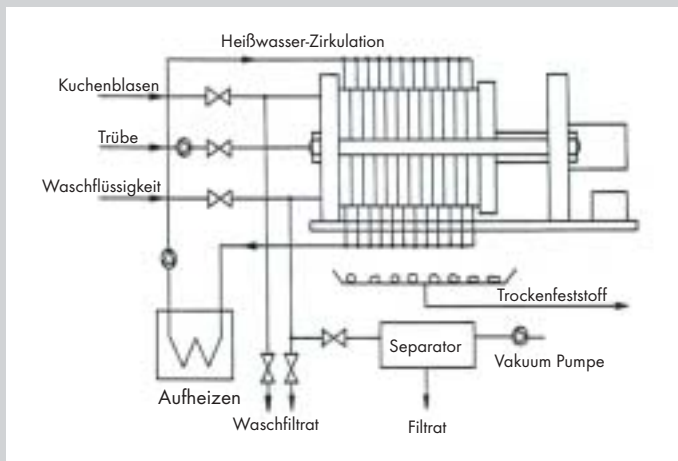 Heißwasser-Zirkulation
Kuchenblasen
Trübe
Waschflüssigkeit
Trockenfeststoff
Separator
Vakuum Pumpe
Aufheizen
Waschfiltrat
Filtrat